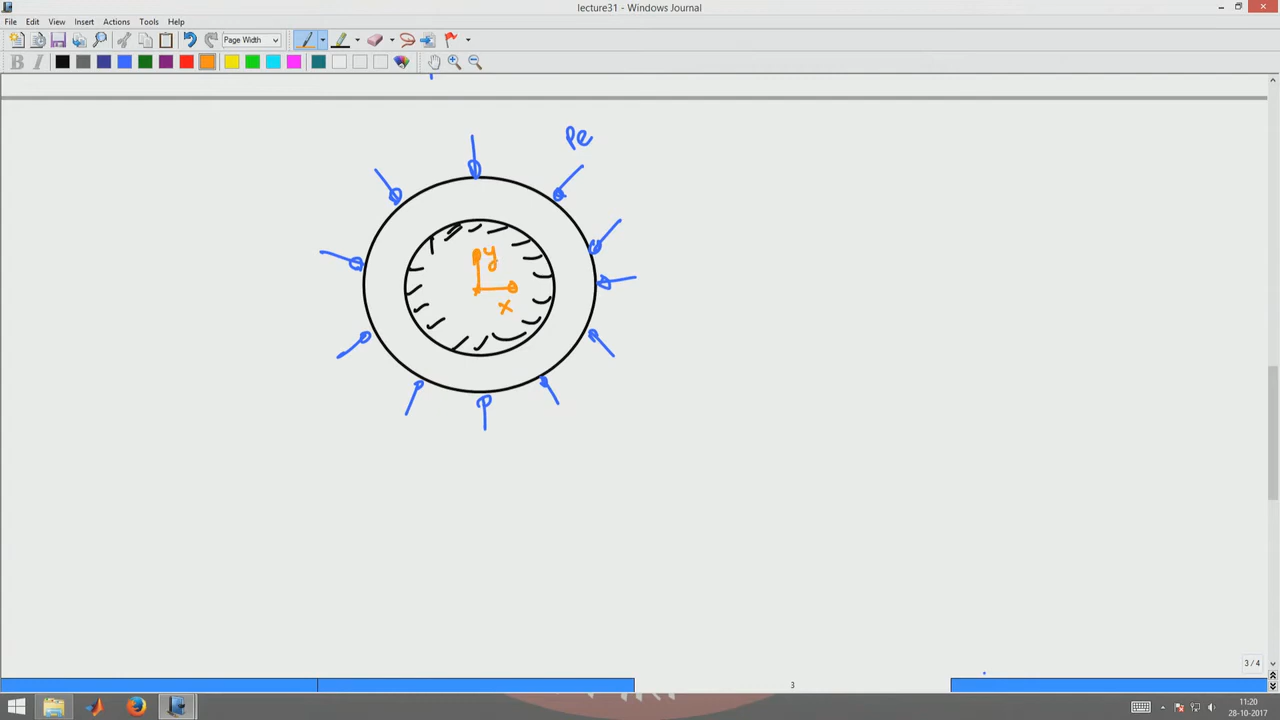 lecture31 - Windows Journal
File Edit View Insert Actions Tools Help
Page Width
B I
Pe
y
x
3 / 4
3
11:20
28-10-2017